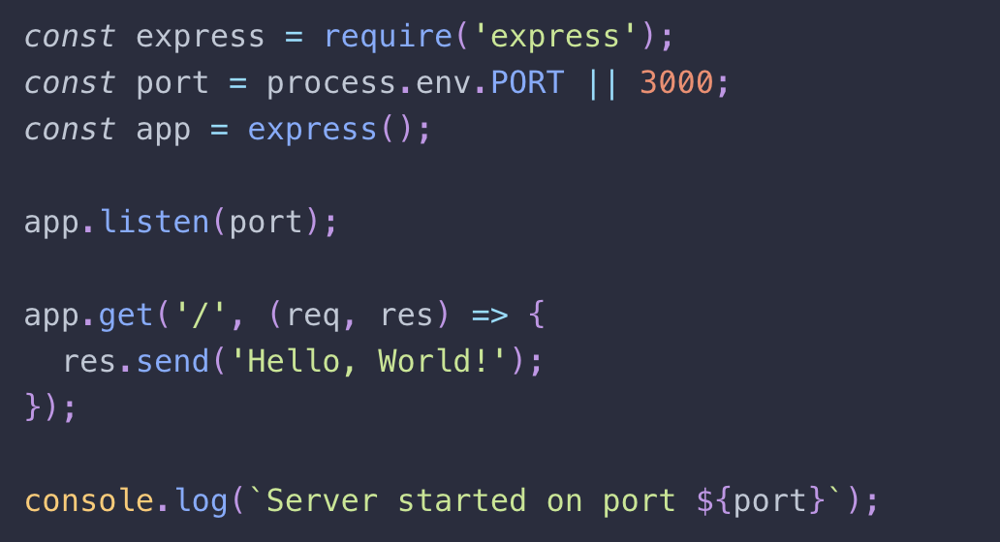 const express = require('express');
const port = process.env.PORT || 3000;
const app = express();

app.listen(port);

app.get('/', (req, res) => {
  res.send('Hello, World!');
});

console.log(`Server started on port ${port}`);